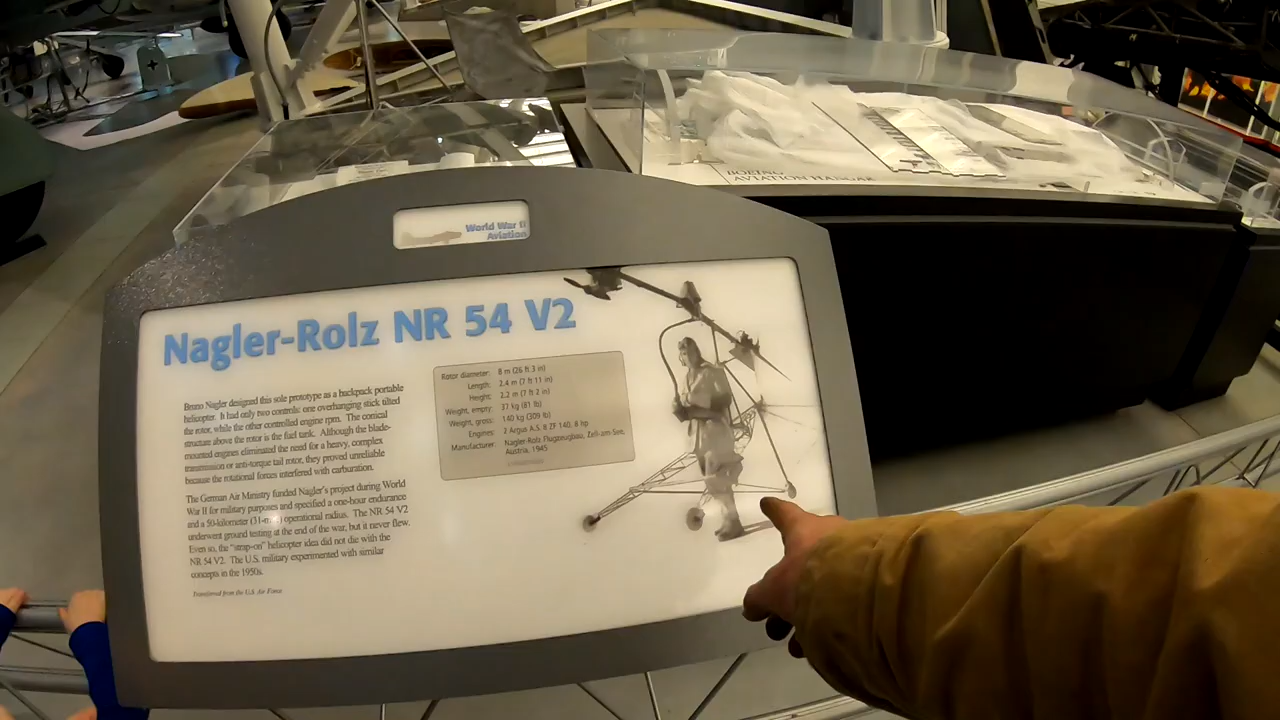 BOEING
AVIATION HANGAR
World War II
Aviation
Nagler-Rolz NR 54 V2
Bruno Nagler designed this sole prototype as a backpack portable
helicopter. It had only two controls: one overhanging stick tilted
the rotor, while the other controlled engine rpm. The conical
structure above the rotor is the fuel tank. Although the blade-
mounted engines eliminated the need for a heavy, complex
transmission or anti-torque tail rotor, they proved unreliable
because the rotational forces interfered with carburation.
The German Air Ministry funded Nagler's project during World
War II for military purposes and specified a one-hour endurance
and a 50-kilometer operational radius. The NR 54 V2
underwent ground testing at the end of the war, but it never flew.
Even so, the "strap-on" helicopter idea did not die with the
NR 54 V2. The U.S. military experimented with similar
concepts in the 1950s.
Transferred from the U.S. Air Force
Rotor diameter: 8 m (26 ft 3 in)
Length: 2.4 m (7 ft 11 in)
Height: 2.2 m (7 ft 2 in)
Weight, empty: 37 kg (81 lb)
Weight, gross: 140 kg (309 lb)
Engines: 2 Argus A.S. 8 ZF 140, 8 hp
Manufacturer: Nagler-Rolz Flugzeugbau, Zell-am-See,
Austria, 1945